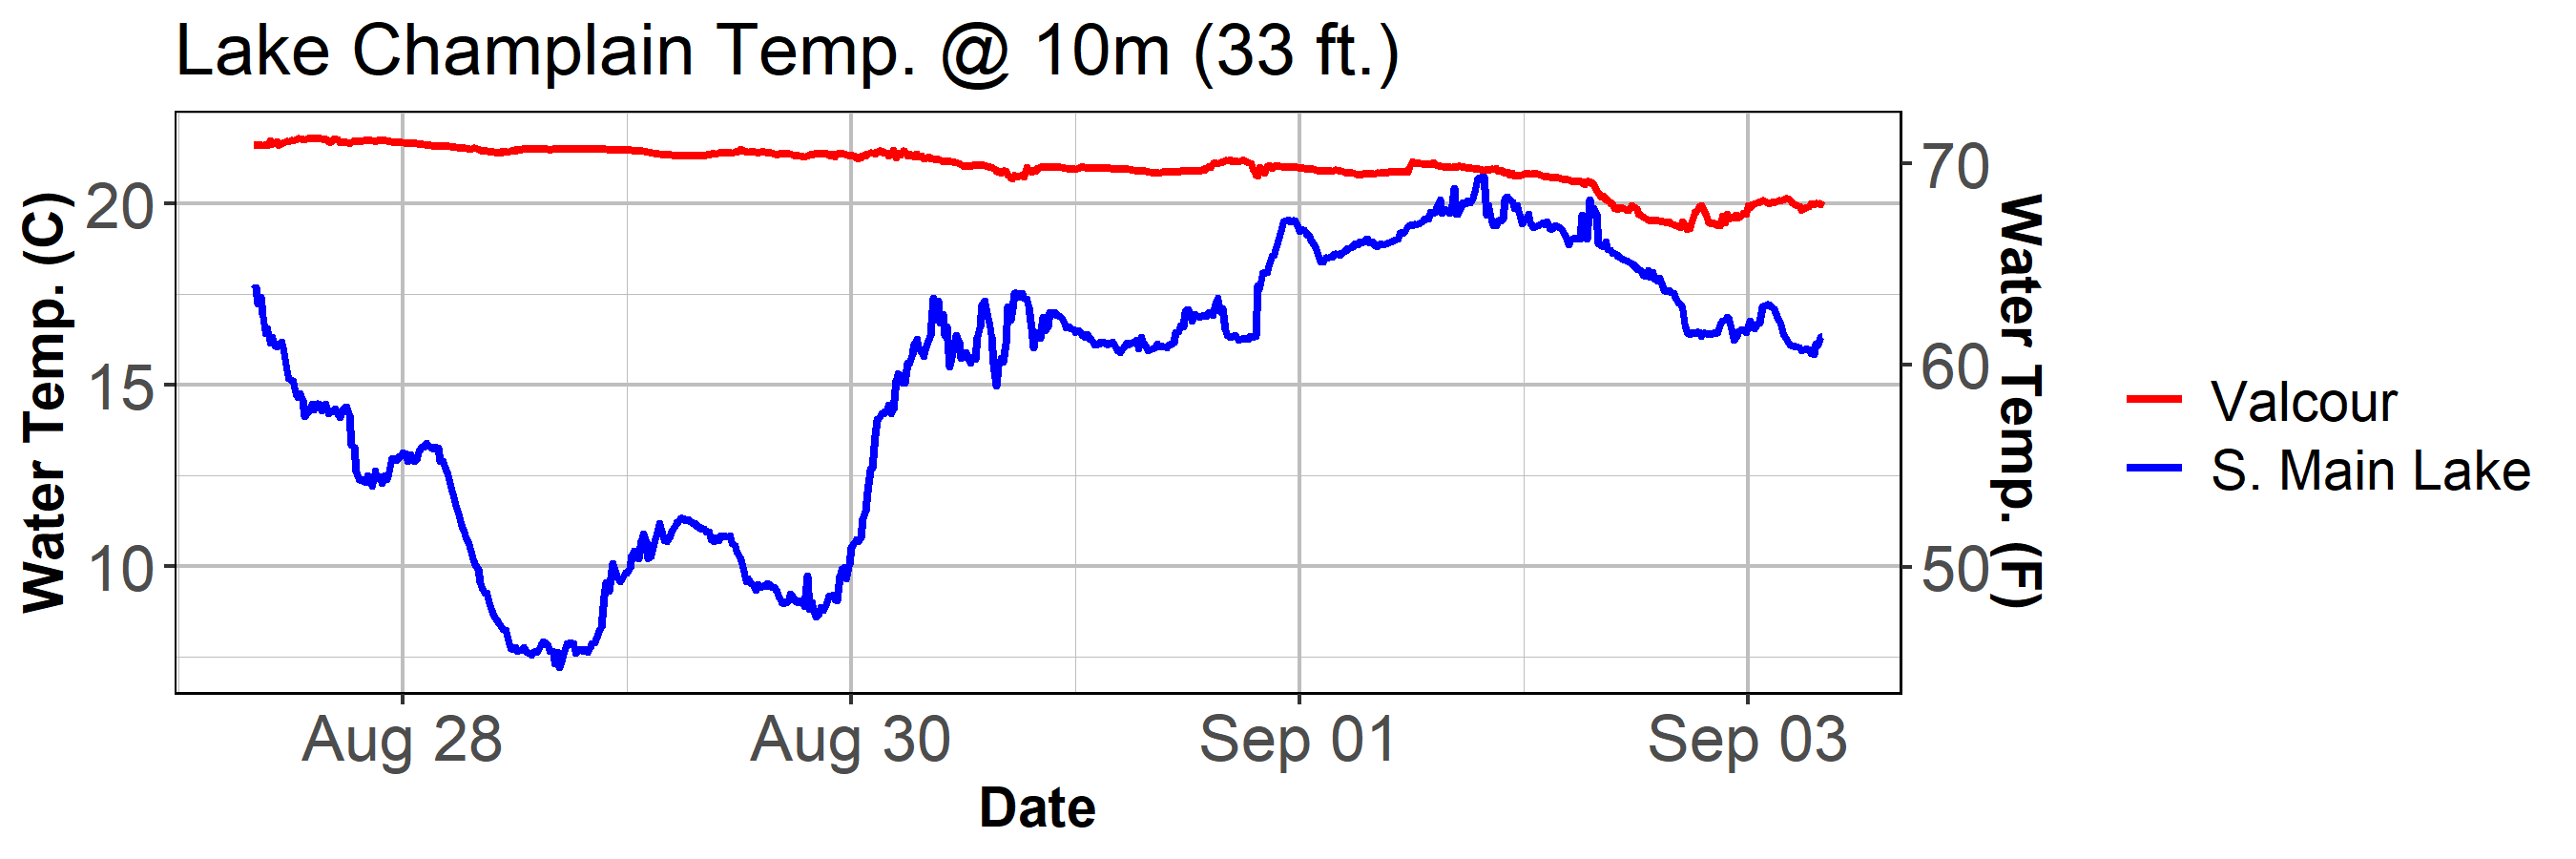 Lake Champlain Temp. @ 10m (33 ft.)
Water Temp. (C)
20
15
10
70
60
50
Water Temp. (F)
Aug 28
Aug 30
Sep 01
Sep 03
Date
Valcour
S. Main Lake